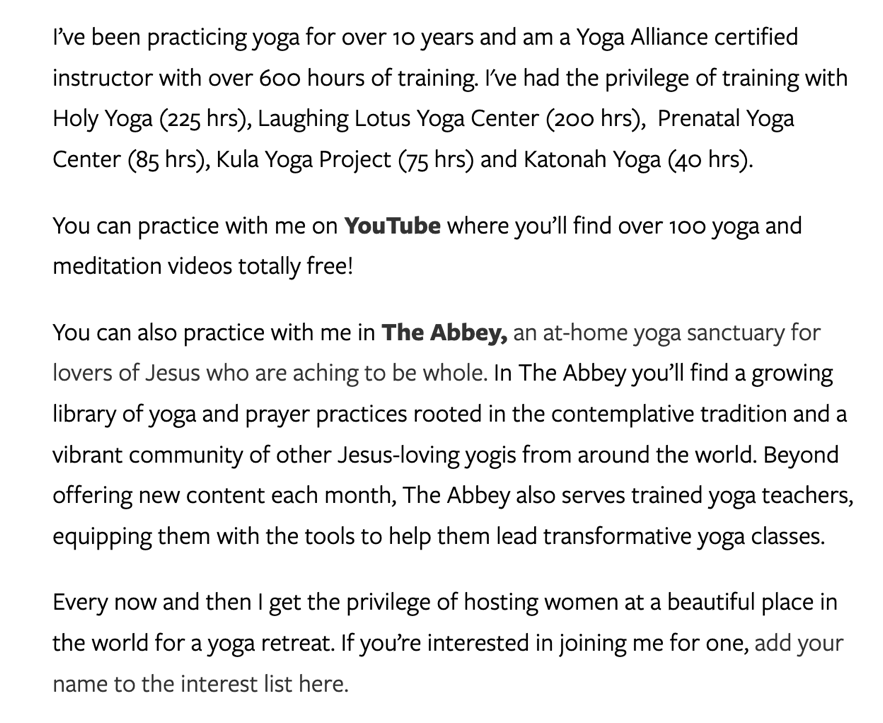 I've been practicing yoga for over 10 years and am a Yoga Alliance certified
instructor with over 600 hours of training. I've had the privilege of training with
Holy Yoga (225 hrs), Laughing Lotus Yoga Center (200 hrs),  Prenatal Yoga
Center (85 hrs), Kula Yoga Project (75 hrs) and Katonah Yoga (40 hrs).
You can practice with me on YouTube where you'll find over 100 yoga and
meditation videos totally free!
You can also practice with me in The Abbey, an at-home yoga sanctuary for
lovers of Jesus who are aching to be whole. In The Abbey you'll find a growing
library of yoga and prayer practices rooted in the contemplative tradition and a
vibrant community of other Jesus-loving yogis from around the world. Beyond
offering new content each month, The Abbey also serves trained yoga teachers,
equipping them with the tools to help them lead transformative yoga classes.
Every now and then I get the privilege of hosting women at a beautiful place in
the world for a yoga retreat. If you're interested in joining me for one, add your
name to the interest list here.